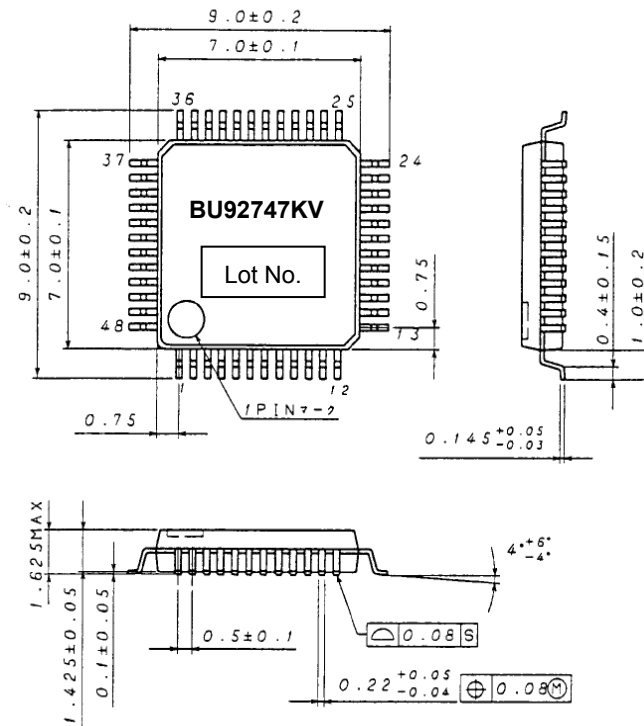 9.0±0.2
7.0±0.1
36
25
37
24
9.0±0.2
7.0±0.1
BU92747KV
Lot No.
0.75
48
13
1
12
1PINマーク
0.75
0.4±0.15
1.0±0.2
0.145 +0.05 -0.03
1.625MAX
1.425±0.05
0.1±0.05
0.5±0.1
4°+6° -4°
⌓ 0.08 S
0.22 +0.05 -0.04 ⌖ 0.08Ⓜ